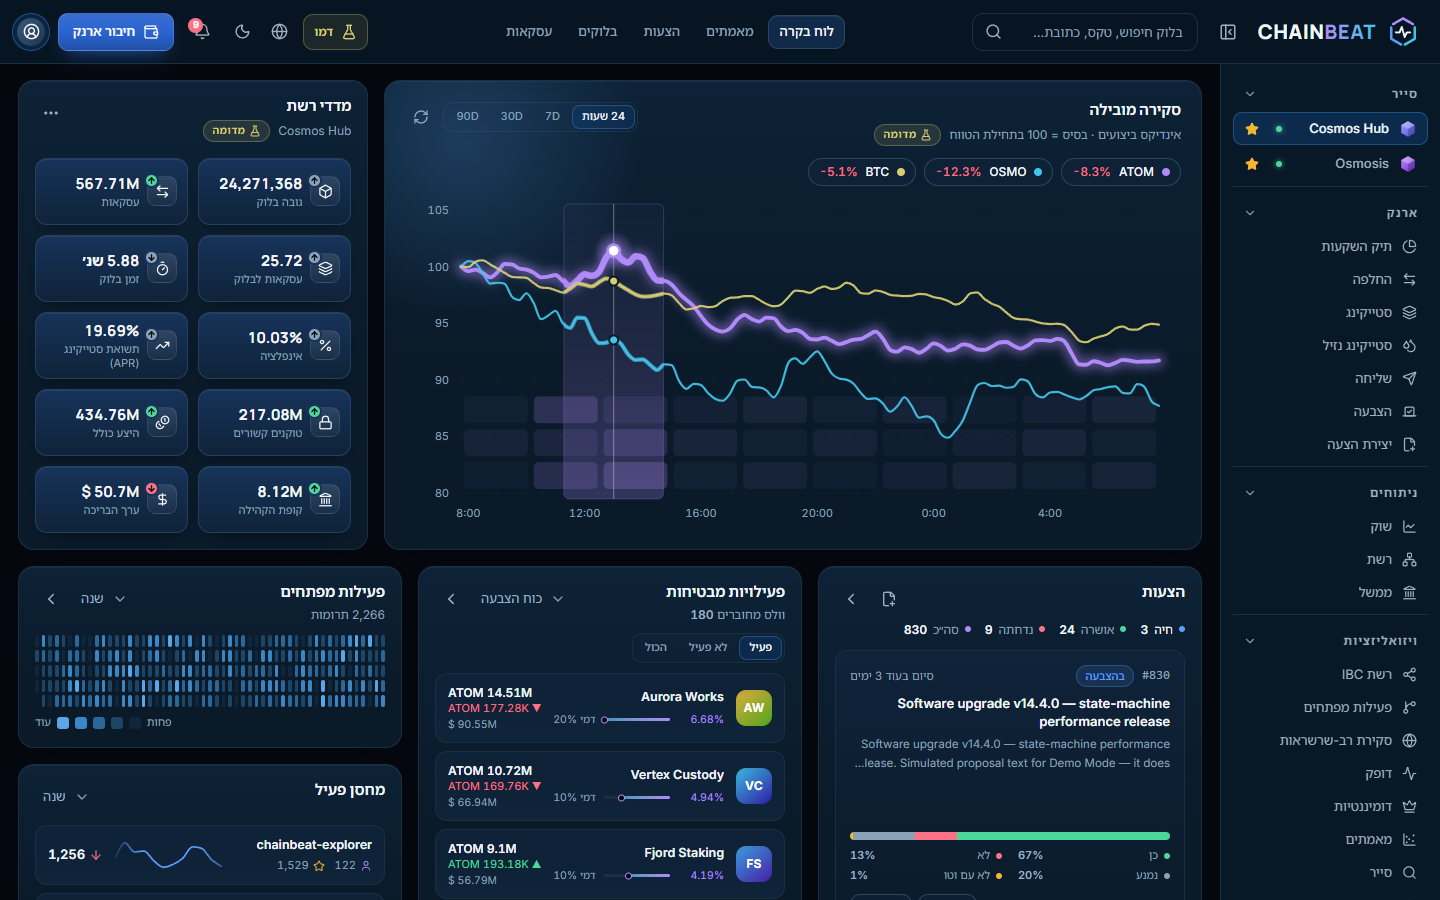 CHAINBEAT
בלוק חיפוש, טקס, כתובת...
לוח בקרה
מאמתים
הצעות
בלוקים
עסקאות
דמו
9
חיבור ארנק
סייר
Cosmos Hub
Osmosis
ארנק
תיק השקעות
החלפה
סטייקינג
סטייקינג נזיל
שליחה
הצבעה
יצירת הצעה
ניתוחים
שוק
רשת
ממשל
ויזואליזציות
רשת IBC
פעילות מפתחים
סקירת רב-שרשראות
דופק
דומיננטיות
מאמתים
סייר
סקירה מובילה
אינדיקס ביצועים · בסיס = 100 בתחילת הטווח
מדומה
24 שעות
7D
30D
90D
ATOM -8.3%
OSMO -12.3%
BTC -5.1%
105
100
95
90
85
80
8:00
12:00
16:00
20:00
0:00
4:00
מדדי רשת
Cosmos Hub
מדומה
24,271,368
גובה בלוק
567.71M
עסקאות
25.72
עסקאות לבלוק
5.88 שנ׳
זמן בלוק
10.03%
אינפלציה
19.69%
תשואת סטייקינג
(APR)
217.08M
טוקנים קשורים
434.76M
היצע כולל
8.12M
קופת הקהילה
$ 50.7M
ערך הבריכה
הצעות
חיה 3
אושרה 24
נדחתה 9
סה״כ 830
#830
בהצבעה
סיום בעוד 3 ימים
Software upgrade v14.4.0 — state-machine
performance release
Software upgrade v14.4.0 — state-machine performance
...lease. Simulated proposal text for Demo Mode — it does
כן 67%
לא 13%
נמנע 20%
לא עם וטו 1%
פעילויות מבטיחות
וולס מחוברים 180
כוח הצבעה
פעיל
לא פעיל
הכול
AW
Aurora Works
6.68%
דמי 20%
ATOM 14.51M
ATOM 177.28K ▼
$ 90.55M
VC
Vertex Custody
4.94%
דמי 10%
ATOM 10.72M
ATOM 169.76K ▼
$ 66.94M
FS
Fjord Staking
4.19%
דמי 10%
ATOM 9.1M
ATOM 193.18K ▲
$ 56.79M
פעילות מפתחים
2,266 תרומות
שנה
פחות
עוד
מחסן פעיל
שנה
chainbeat-explorer
122
1,529
1,256